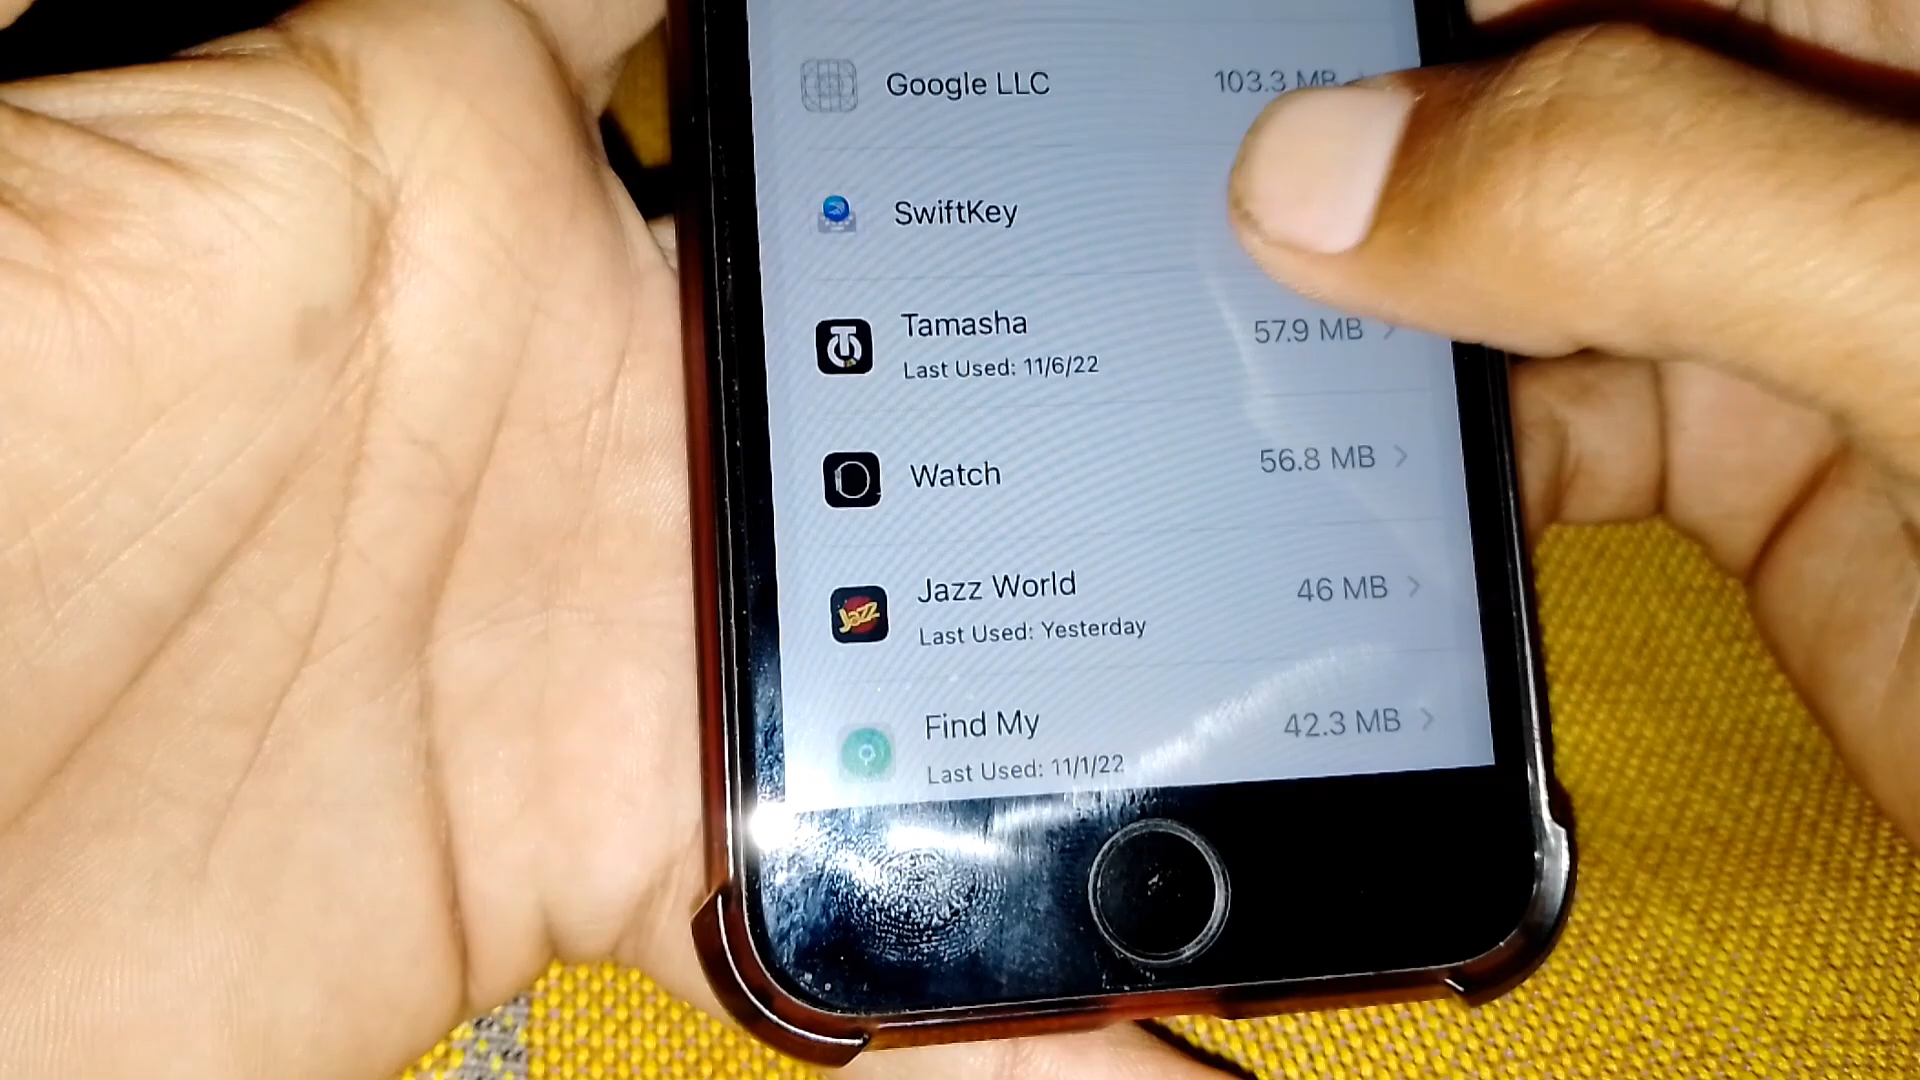 Google LLC 103.3 MB
SwiftKey
Tamasha 57.9 MB
Last Used: 11/6/22
Watch 56.8 MB
Jazz
Jazz World 46 MB
Last Used: Yesterday
Find My 42.3 MB
Last Used: 11/1/22